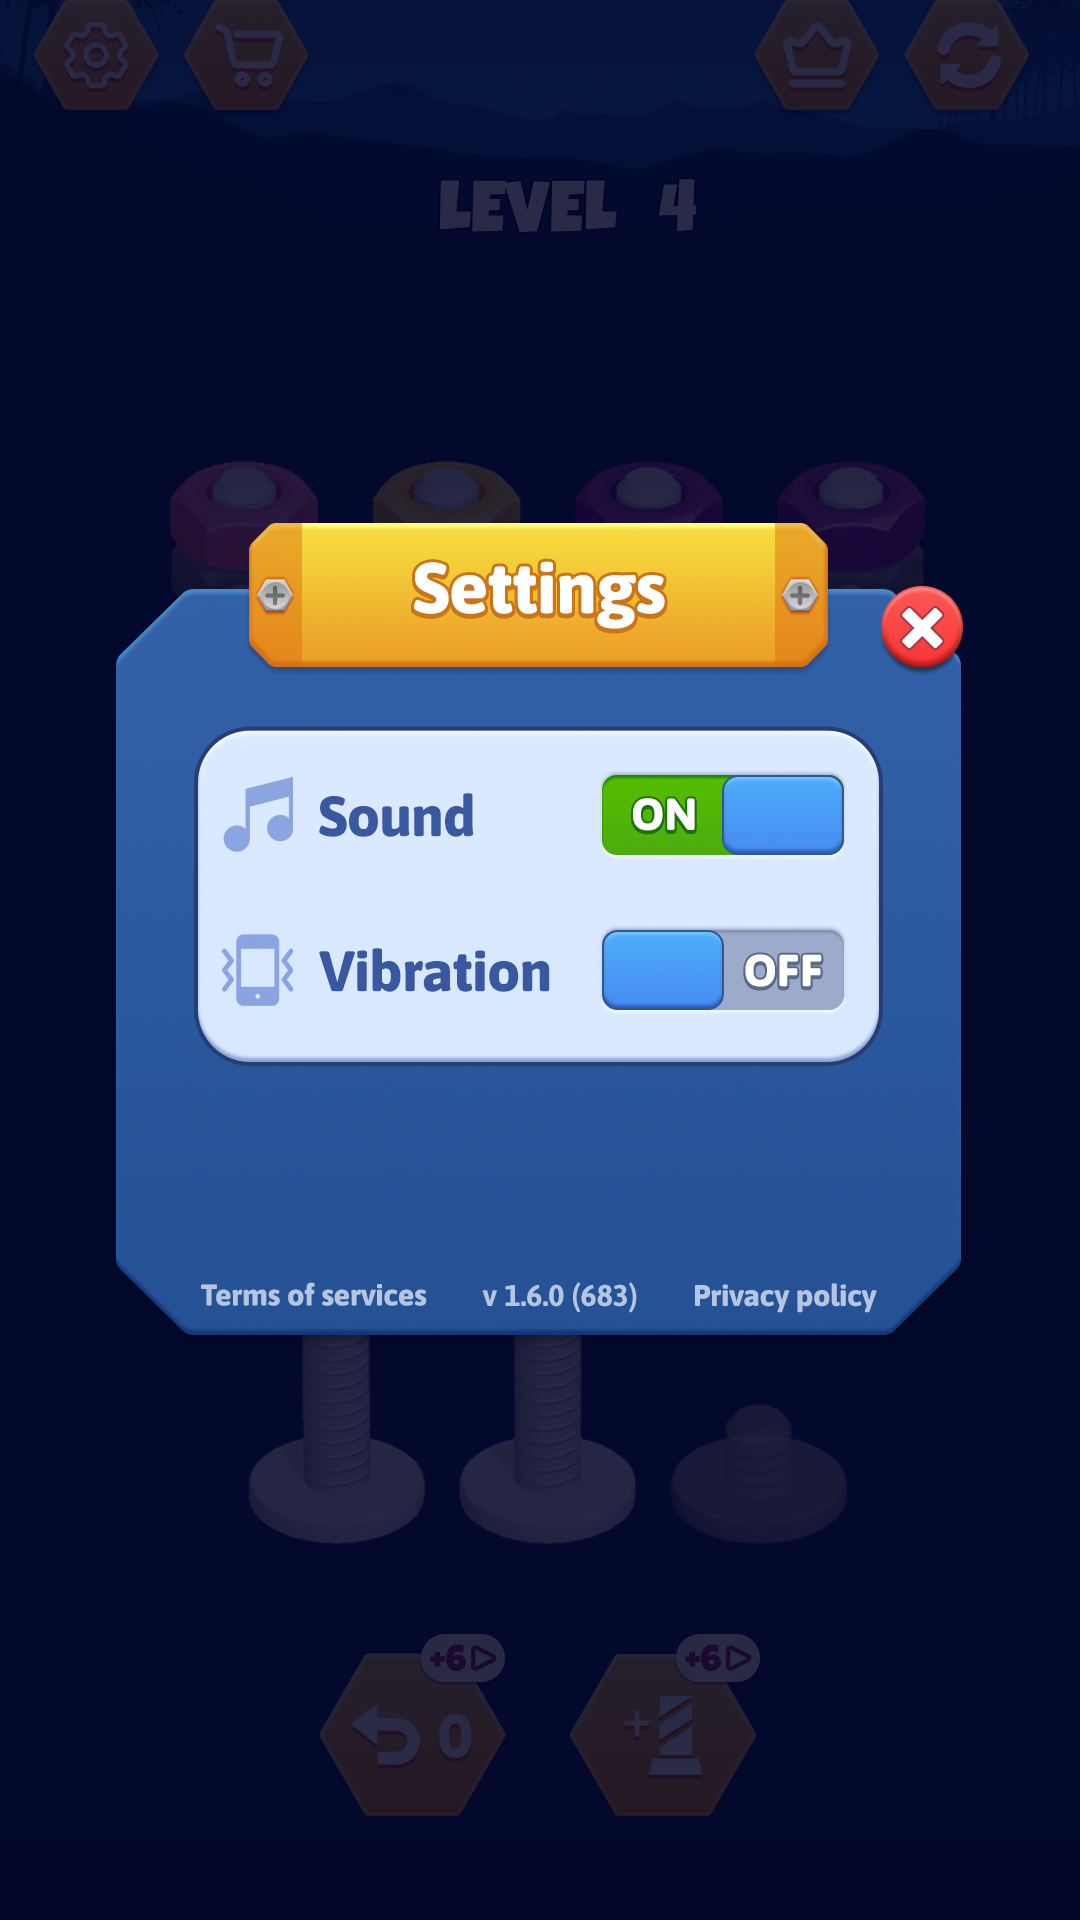 LEVEL 4
Settings
Sound ON
Vibration OFF
Terms of services v 1.6.0 (683) Privacy policy
+6 +6
0 +